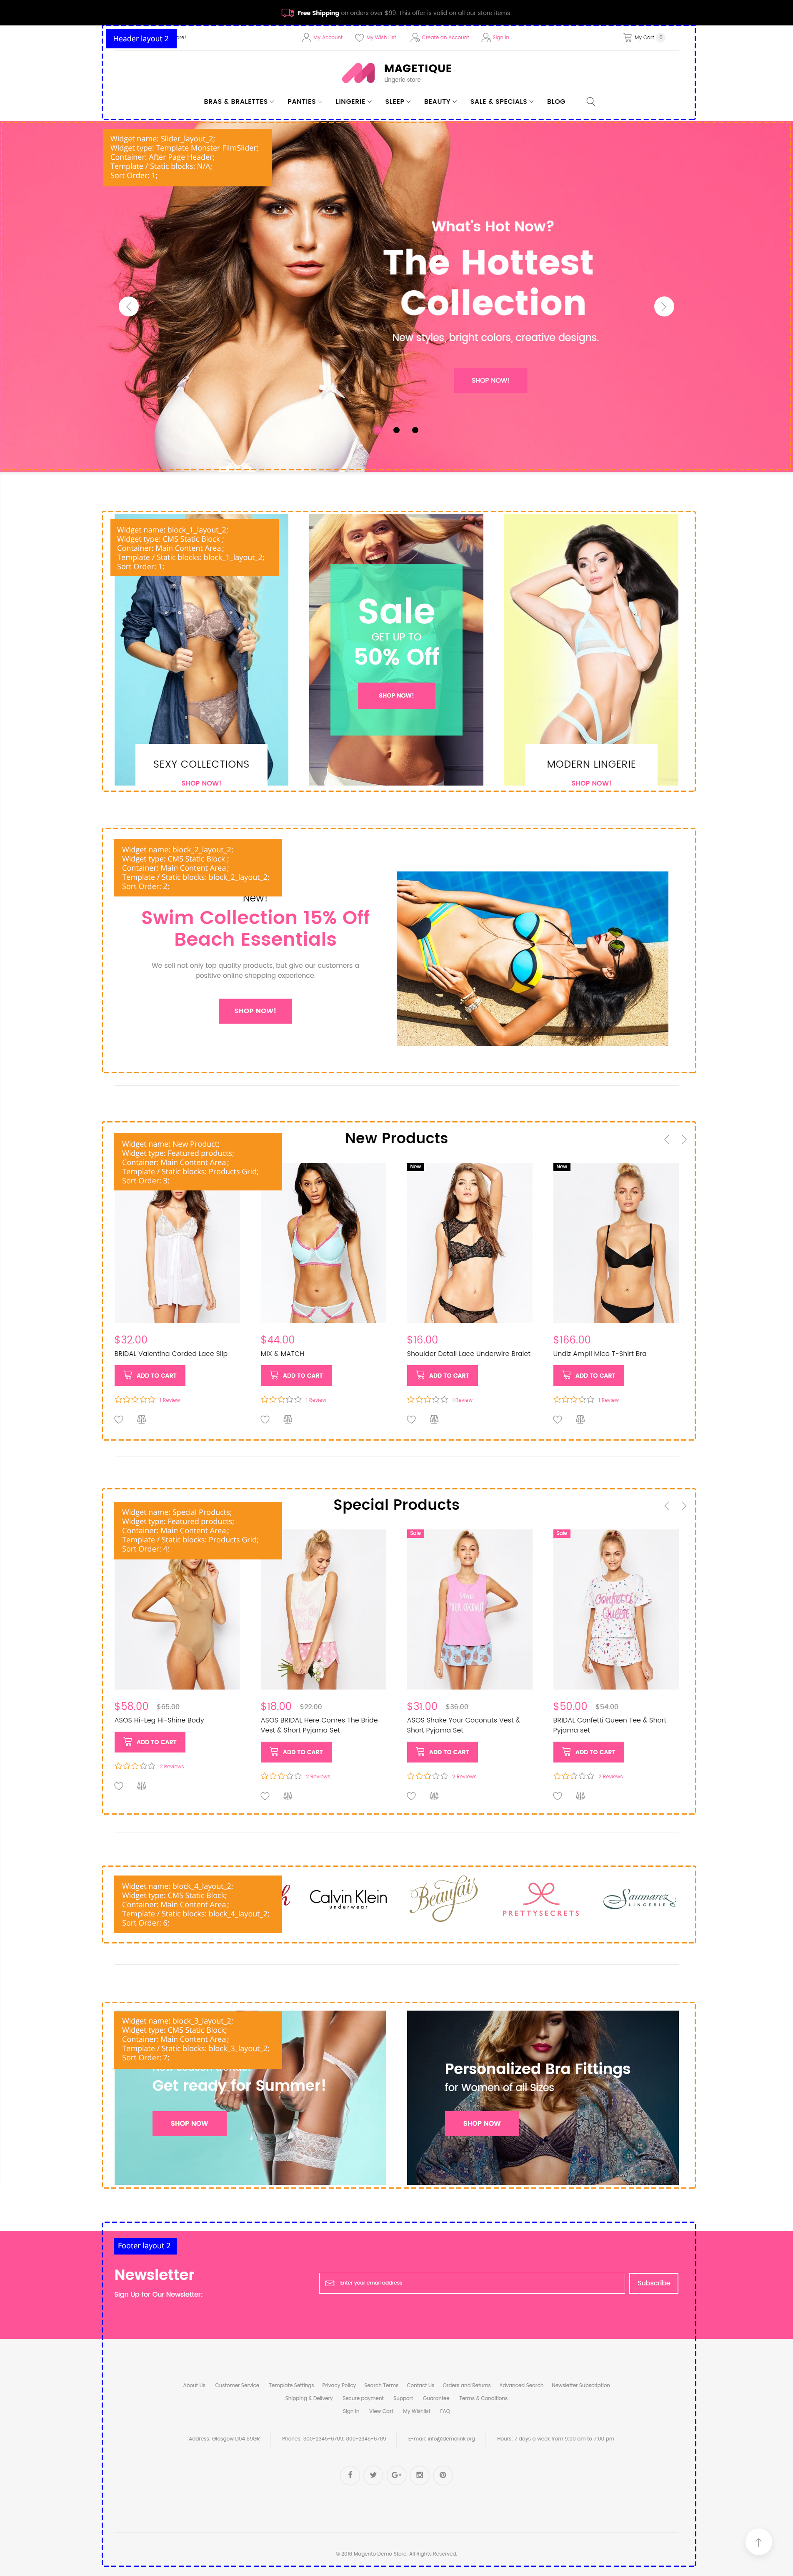 Free Shipping on orders over $99. This offer is valid on all our store items.
Header layout 2
ore!
My Account
My Wish List
Create an Account
Sign In
My Cart 0
MAGETIQUE
Lingerie store
BRAS & BRALETTES
PANTIES
LINGERIE
SLEEP
BEAUTY
SALE & SPECIALS
BLOG
Widget name: Slider_layout_2;
Widget type: Template Monster FilmSlider;
Container: After Page Header;
Template / Static blocks: N/A;
Sort Order: 1;
What's Hot Now?
The Hottest
Collection
New styles, bright colors, creative designs.
SHOP NOW!
Widget name: block_1_layout_2;
Widget type: CMS Static Block ;
Container: Main Content Area ;
Template / Static blocks: block_1_layout_2;
Sort Order: 1;
SEXY COLLECTIONS
SHOP NOW!
Sale
GET UP TO
50% Off
SHOP NOW!
MODERN LINGERIE
SHOP NOW!
Widget name: block_2_layout_2;
Widget type: CMS Static Block ;
Container: Main Content Area ;
Template / Static blocks: block_2_layout_2;
Sort Order: 2;
New!
Swim Collection 15% Off
Beach Essentials
We sell not only top quality products, but give our customers a
positive online shopping experience.
SHOP NOW!
Widget name: New Product;
Widget type: Featured products;
Container: Main Content Area ;
Template / Static blocks: Products Grid;
Sort Order: 3;
New Products
New
New
$32.00
BRIDAL Valentina Corded Lace Slip
ADD TO CART
1 Review
$44.00
MIX & MATCH
ADD TO CART
1 Review
$16.00
Shoulder Detail Lace Underwire Bralet
ADD TO CART
1 Review
$166.00
Undiz Ampli Mico T-Shirt Bra
ADD TO CART
1 Review
Widget name: Special Products;
Widget type: Featured products;
Container: Main Content Area ;
Template / Static blocks: Products Grid;
Sort Order: 4;
Special Products
Sale
Sale
$58.00 $65.00
ASOS Hi-Leg Hi-Shine Body
ADD TO CART
2 Reviews
$18.00 $22.00
ASOS BRIDAL Here Comes The Bride
Vest & Short Pyjama Set
ADD TO CART
2 Reviews
$31.00 $36.00
ASOS Shake Your Coconuts Vest &
Short Pyjama Set
ADD TO CART
2 Reviews
$50.00 $54.00
BRIDAL Confetti Queen Tee & Short
Pyjama set
ADD TO CART
2 Reviews
Widget name: block_4_layout_2;
Widget type: CMS Static Block;
Container: Main Content Area ;
Template / Static blocks: block_4_layout_2;
Sort Order: 6;
Calvin Klein
underwear
PRETTYSECRETS
Saumarez
LINGERIE
Widget name: block_3_layout_2;
Widget type: CMS Static Block;
Container: Main Content Area ;
Template / Static blocks: block_3_layout_2;
Sort Order: 7;
Get ready for Summer!
SHOP NOW
Personalized Bra Fittings
for Women of all Sizes
SHOP NOW
Footer layout 2
Newsletter
Sign Up for Our Newsletter:
Enter your email address
Subscribe
About Us Customer Service Template Settings Privacy Policy Search Terms Contact Us Orders and Returns Advanced Search Newsletter Subscription
Shipping & Delivery Secure payment Support Guarantee Terms & Conditions
Sign In View Cart My Wishlist FAQ
Address: Glasgow D04 89GR
Phones: 800-2345-6789, 800-2345-6789
E-mail: info@demolink.org
Hours: 7 days a week from 9:00 am to 7:00 pm
© 2016 Magento Demo Store. All Rights Reserved.